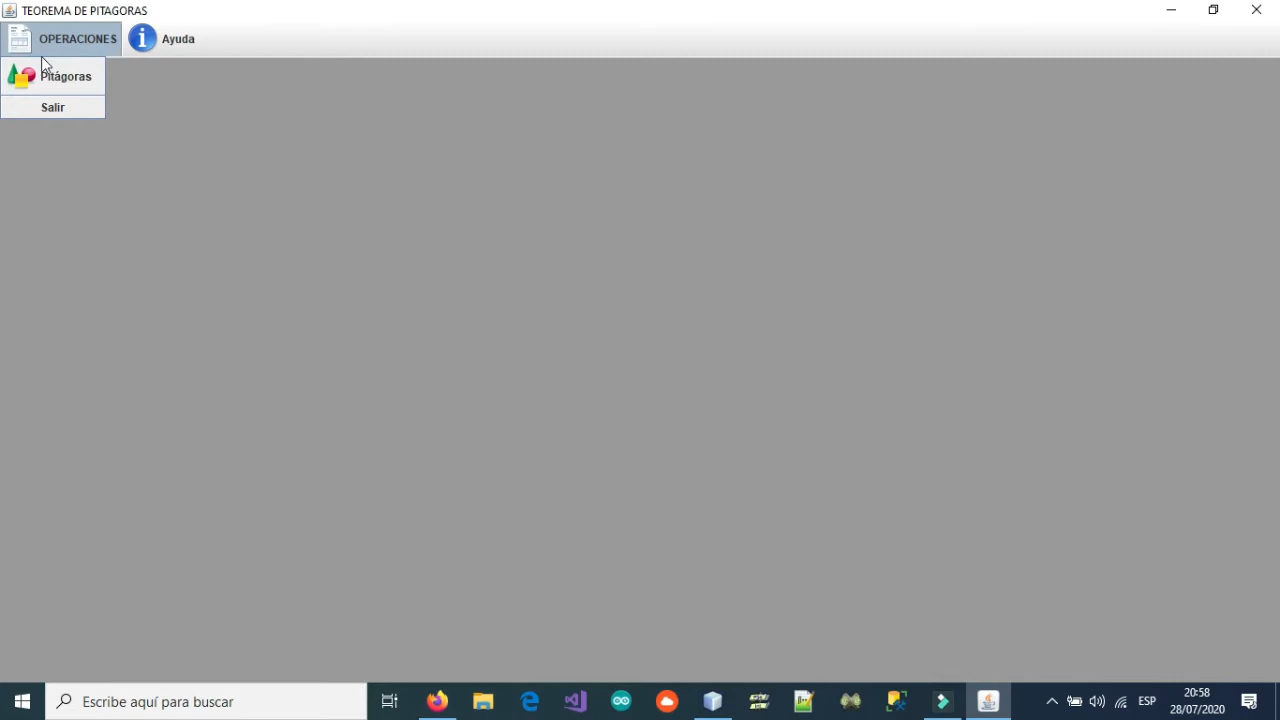 TEOREMA DE PITAGORAS
OPERACIONES
Ayuda
Pitágoras
Salir
Escribe aquí para buscar
ESP
20:58
28/07/2020